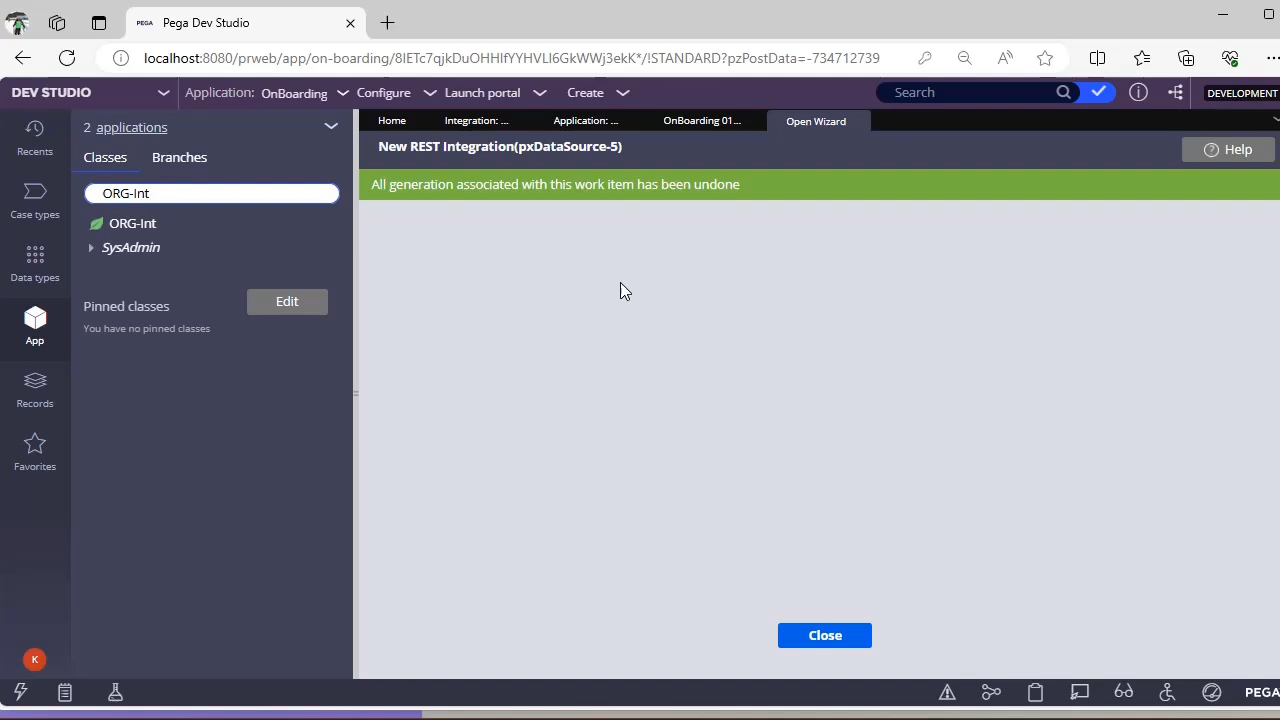 PEGA Pega Dev Studio
localhost:8080/prweb/app/on-boarding/8IETc7qjkDuOHHIfYYHVLI6GkWWj3ekK*/!STANDARD?pzPostData=-734712739
DEV STUDIO Application: OnBoarding Configure Launch portal Create Search DEVELOPMENT
Recents
Case types
Data types
App
Records
Favorites
K
2 applications
Classes Branches
ORG-Int
ORG-Int
SysAdmin
Pinned classes Edit
You have no pinned classes
Home Integration: ... Application: ... OnBoarding 01... Open Wizard
New REST Integration(pxDataSource-5) Help
All generation associated with this work item has been undone
Close
PEGA